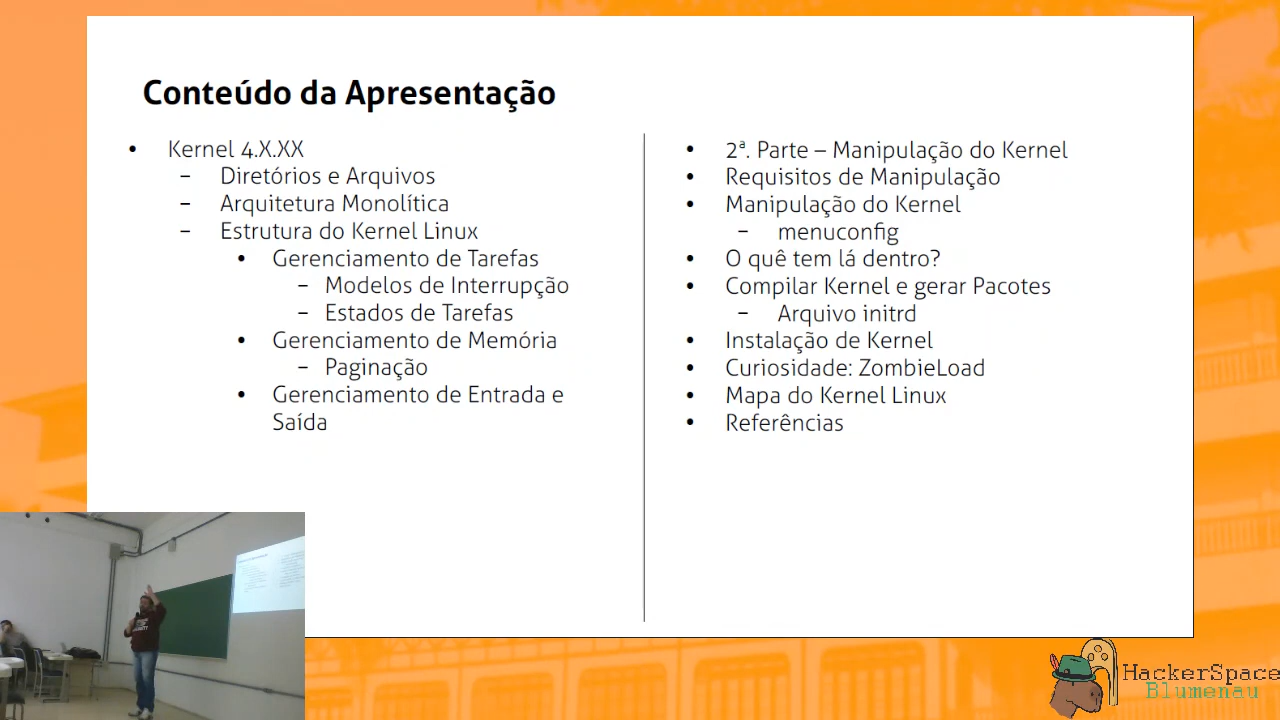 Conteúdo da Apresentação
• Kernel 4.X.XX
– Diretórios e Arquivos
– Arquitetura Monolítica
– Estrutura do Kernel Linux
• Gerenciamento de Tarefas
– Modelos de Interrupção
– Estados de Tarefas
• Gerenciamento de Memória
– Paginação
• Gerenciamento de Entrada e
Saída
• 2ª. Parte – Manipulação do Kernel
• Requisitos de Manipulação
• Manipulação do Kernel
– menuconfig
• O quê tem lá dentro?
• Compilar Kernel e gerar Pacotes
– Arquivo initrd
• Instalação de Kernel
• Curiosidade: ZombieLoad
• Mapa do Kernel Linux
• Referências
HackerSpace
Blumenau